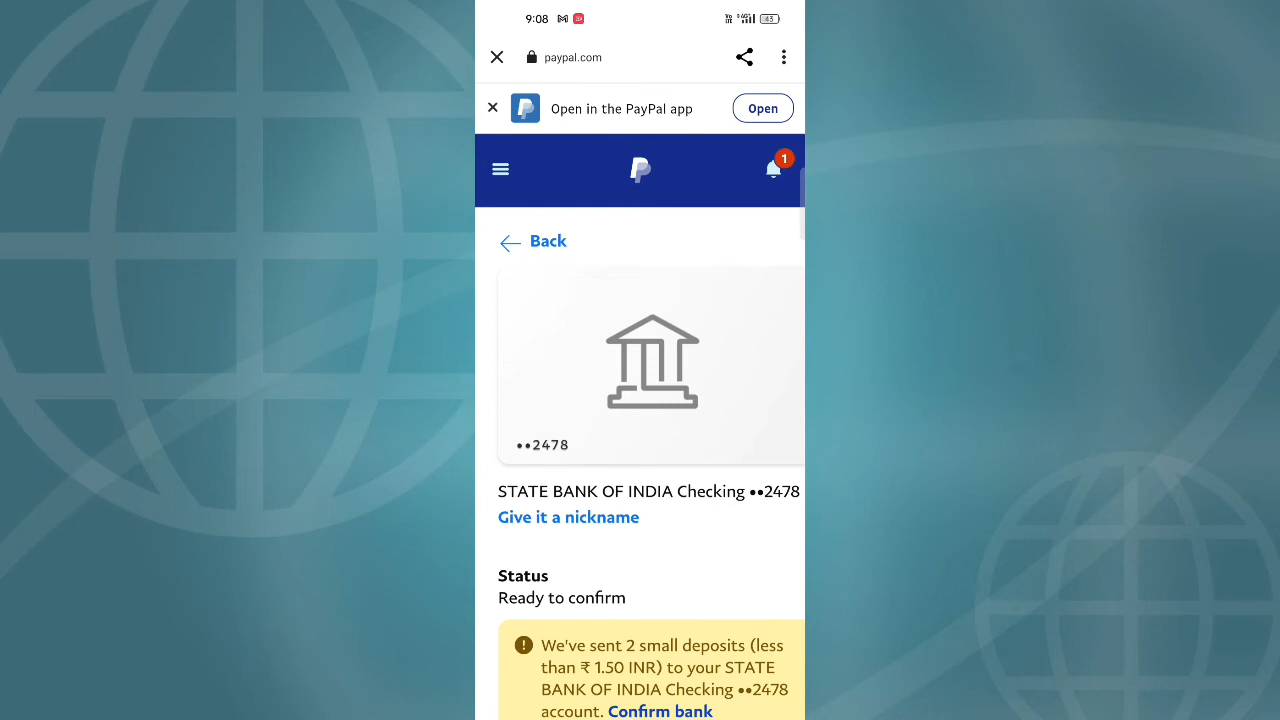 9:08
43
paypal.com
Open in the PayPal app
Open
1
Back
••2478
STATE BANK OF INDIA Checking ••2478
Give it a nickname
Status
Ready to confirm
We've sent 2 small deposits (less
than ₹ 1.50 INR) to your STATE
BANK OF INDIA Checking ••2478
account. Confirm bank